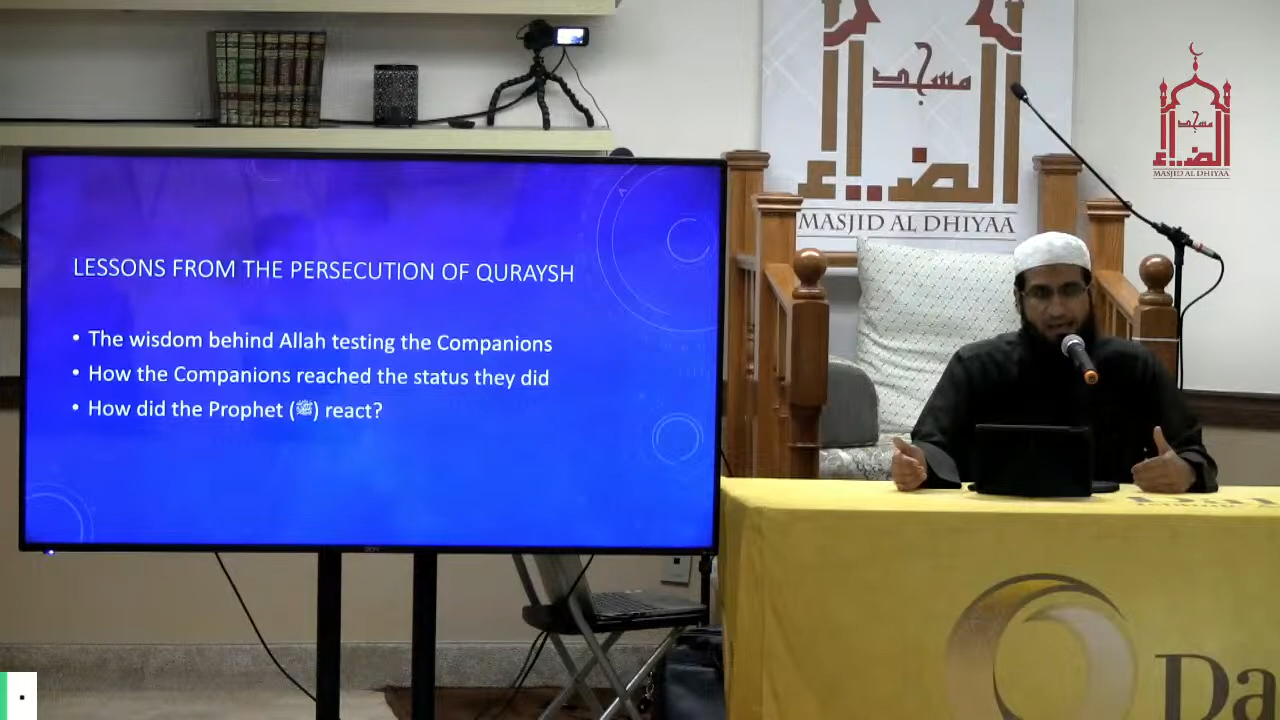 LESSONS FROM THE PERSECUTION OF QURAYSH
• The wisdom behind Allah testing the Companions
• How the Companions reached the status they did
• How did the Prophet (ﷺ) react?
مسجد
الضياء
MASJID AL DHIYAA
مسجد
الضياء
MASJID AL DHIYAA
Da